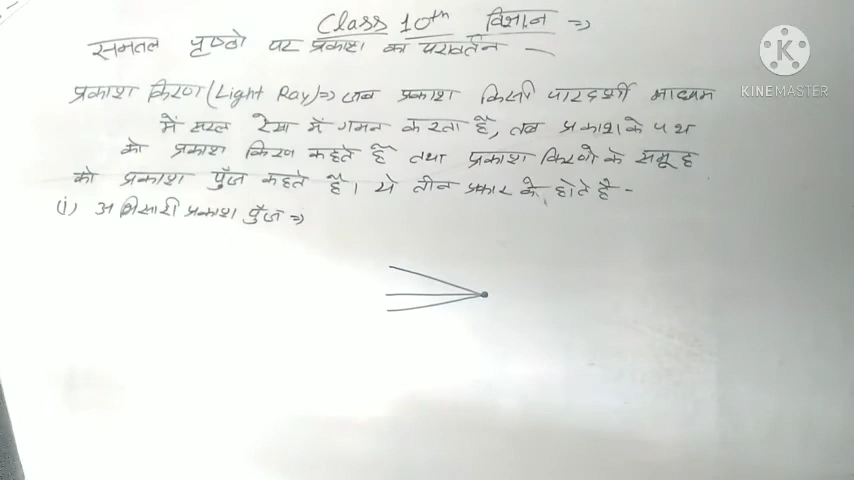 Class 10th विज्ञान ⇒
समतल पृष्ठो पर प्रकाश का परावर्तन —
प्रकाश किरण (Light Ray) ⇒ जब प्रकाश किसी पारदर्शी माध्यम
में सरल रेखा में गमन करता है, तब प्रकाश के पथ
को प्रकाश किरण कहते हैं तथा प्रकाश किरणो के समूह
को प्रकाश पुँज कहते हैं। ये तीन प्रकार के होते है -
(i) अभिसारी प्रकाश पुँज ⇒
K
KINEMASTER